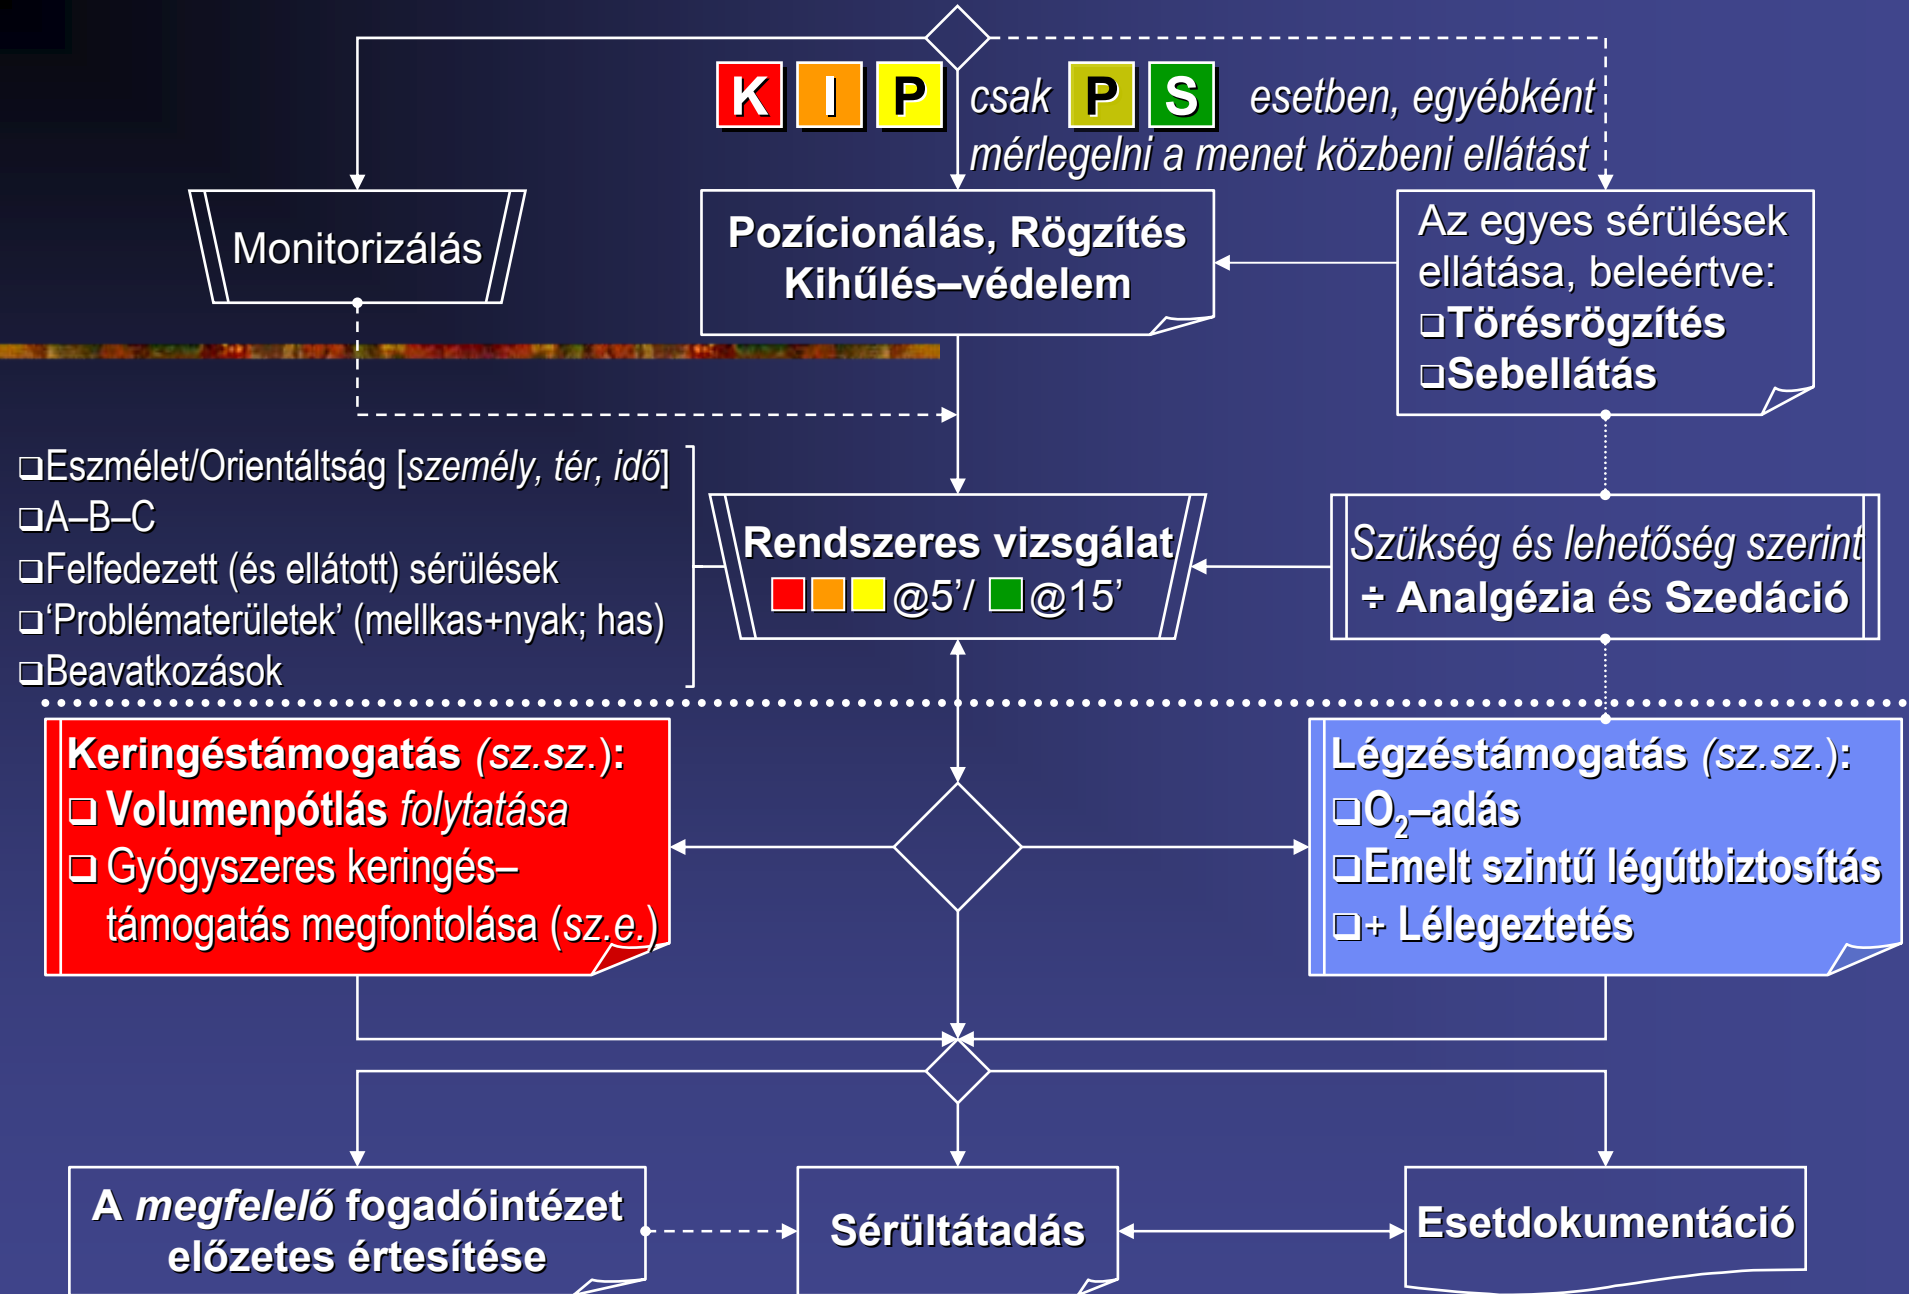 K I P csak P S esetben, egyébként
mérlegelni a menet közbeni ellátást
Monitorizálás
Pozícionálás, Rögzítés
Kihűlés–védelem
Az egyes sérülések
ellátása, beleértve:
❑Törésrögzítés
❑Sebellátás
❑Eszmélet/Orientáltság [személy, tér, idő]
❑A–B–C
❑Felfedezett (és ellátott) sérülések
❑‘Problématerületek’ (mellkas+nyak; has)
❑Beavatkozások
Rendszeres vizsgálat
@5’/ @15’
Szükség és lehetőség szerint
÷ Analgézia és Szedáció
Keringéstámogatás (sz.sz.):
❑ Volumenpótlás folytatása
❑ Gyógyszeres keringés–
támogatás megfontolása (sz.e.)
Légzéstámogatás (sz.sz.):
❑O₂–adás
❑Emelt szintű légútbiztosítás
❑+ Lélegeztetés
A megfelelő fogadóintézet
előzetes értesítése
Sérültátadás
Esetdokumentáció